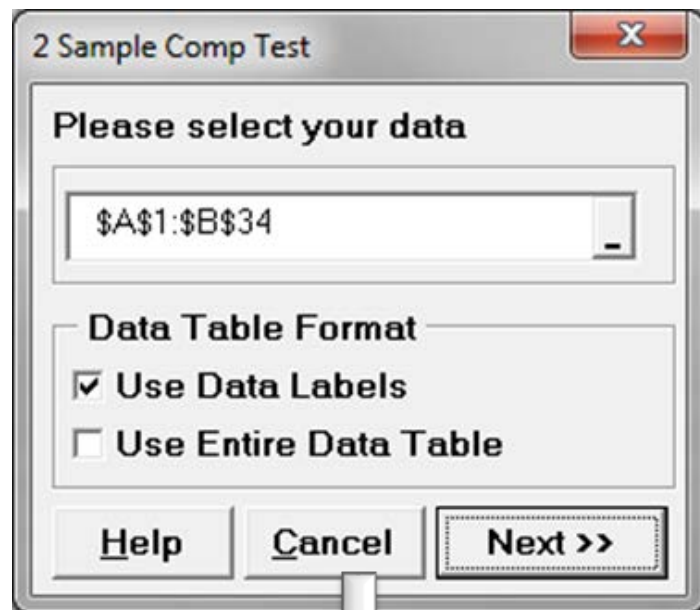 2 Sample Comp Test
Please select your data
$A$1:$B$34
Data Table Format
Use Data Labels
Use Entire Data Table
Help
Cancel
Next >>